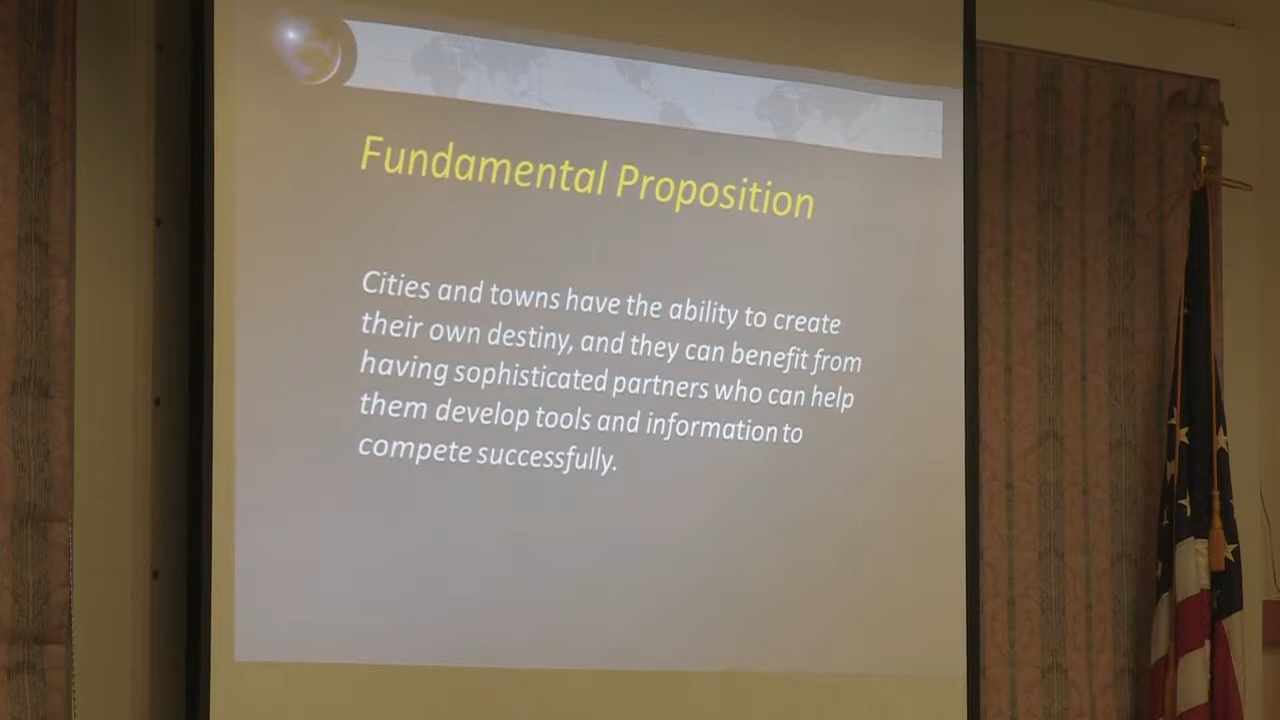 Fundamental Proposition
Cities and towns have the ability to create
their own destiny, and they can benefit from
having sophisticated partners who can help
them develop tools and information to
compete successfully.